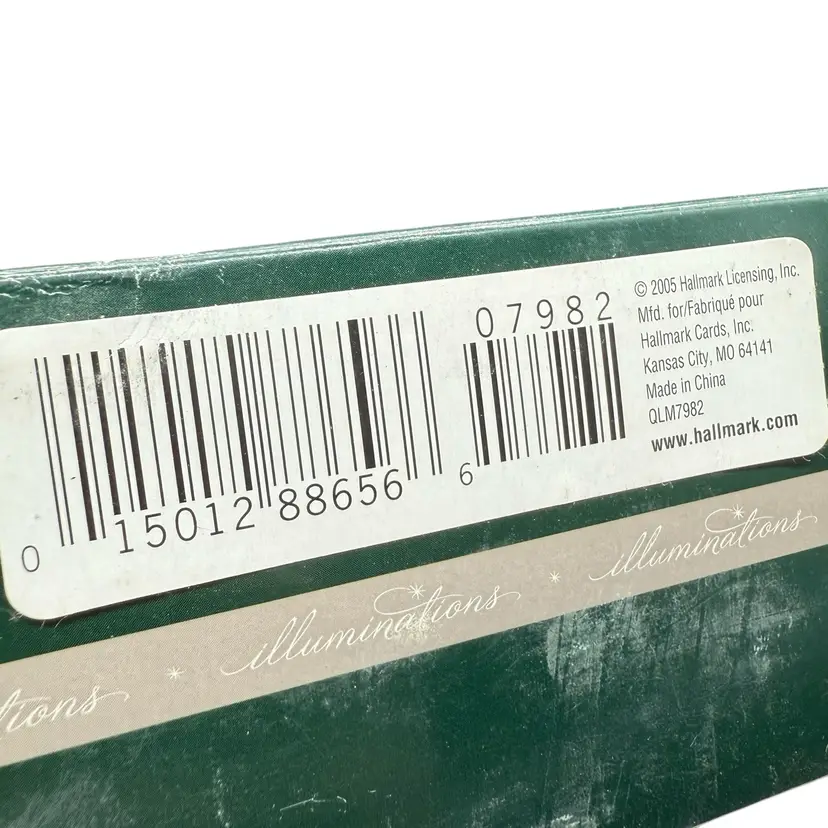 0 15012 88656 6
07982
© 2005 Hallmark Licensing, Inc.
Mfd. for/Fabriqué pour
Hallmark Cards, Inc.
Kansas City, MO 64141
Made in China
QLM7982
www.hallmark.com
tions * illuminations * illuminations